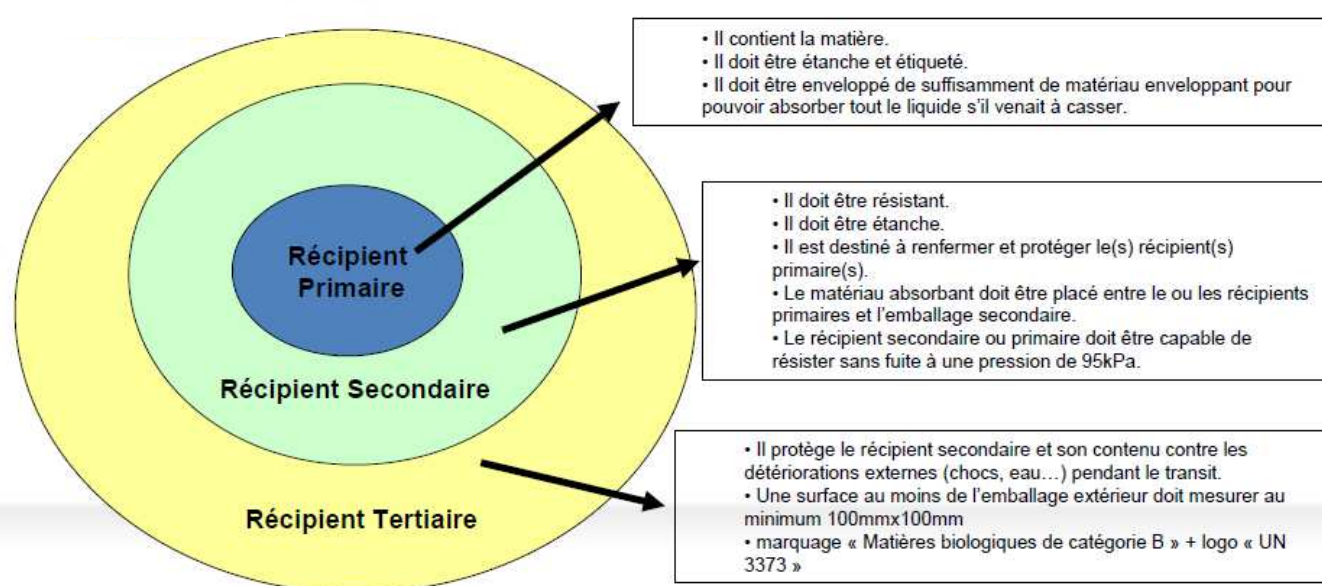 • Il contient la matière.
• Il doit être étanche et étiqueté.
• Il doit être enveloppé de suffisamment de matériau enveloppant pour
pouvoir absorber tout le liquide s’il venait à casser.
Récipient
Primaire
• Il doit être résistant.
• Il doit être étanche.
• Il est destiné à renfermer et protéger le(s) récipient(s)
primaire(s).
• Le matériau absorbant doit être placé entre le ou les récipients
primaires et l’emballage secondaire.
• Le récipient secondaire ou primaire doit être capable de
résister sans fuite à une pression de 95kPa.
Récipient Secondaire
• Il protège le récipient secondaire et son contenu contre les
détériorations externes (chocs, eau…) pendant le transit.
• Une surface au moins de l’emballage extérieur doit mesurer au
minimum 100mmx100mm
• marquage « Matières biologiques de catégorie B » + logo « UN
3373 »
Récipient Tertiaire